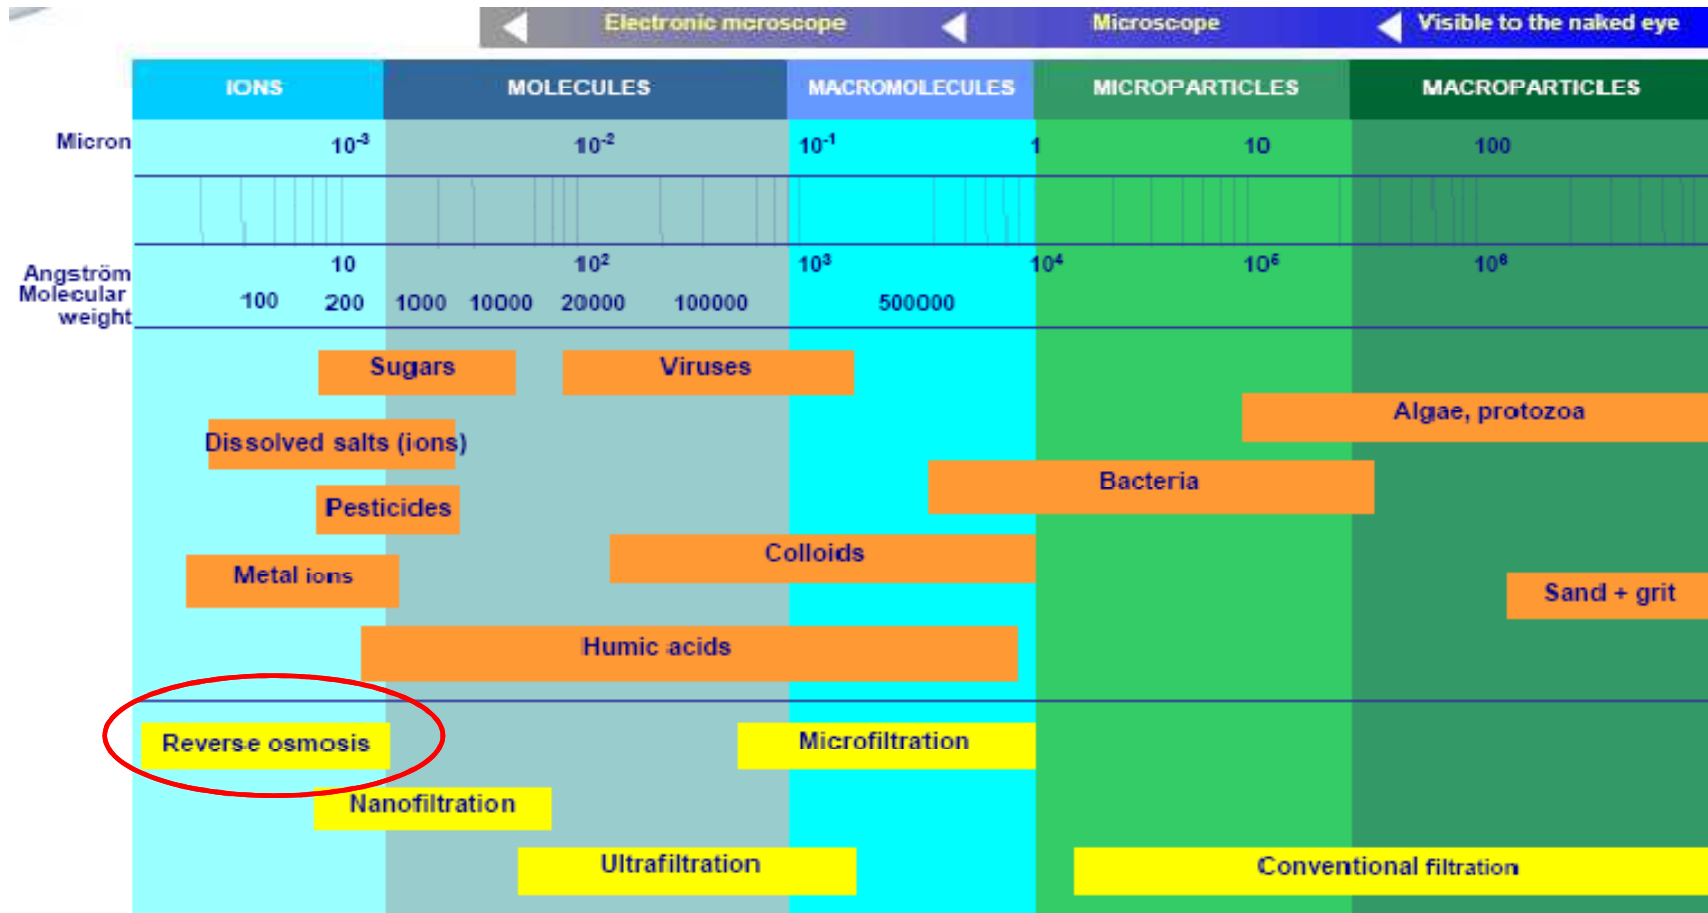 Electronic mcroscope Microscope Visible to the naked eye
IONS MOLECULES MACROMOLECULES MICROPARTICLES MACROPARTICLES
Micron 10⁻³ 10⁻² 10⁻¹ 1 10 100
Angström 10 10² 10³ 10⁴ 10⁵ 10⁶
Molecular weight 100 200 1000 10000 20000 100000 500000
Sugars Viruses
Algae, protozoa
Dissolved salts (ions)
Bacteria
Pesticides
Colloids
Metal ions
Sand + grit
Humic acids
Reverse osmosis Microfiltration
Nanofiltration
Ultrafiltration Conventional filtration